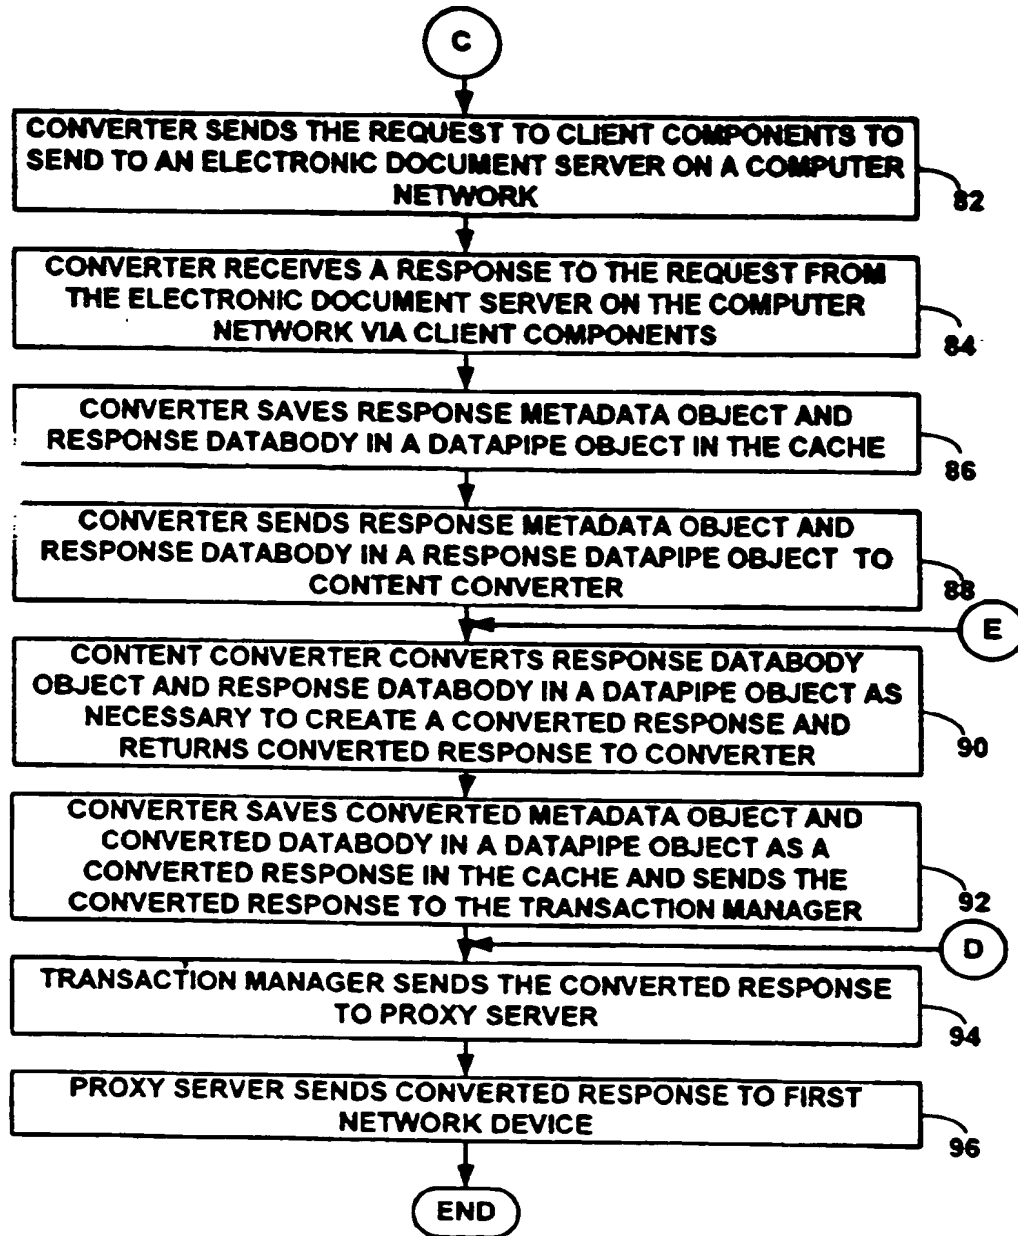 C
CONVERTER SENDS THE REQUEST TO CLIENT COMPONENTS TO
SEND TO AN ELECTRONIC DOCUMENT SERVER ON A COMPUTER
NETWORK
82
CONVERTER RECEIVES A RESPONSE TO THE REQUEST FROM
THE ELECTRONIC DOCUMENT SERVER ON THE COMPUTER
NETWORK VIA CLIENT COMPONENTS
84
CONVERTER SAVES RESPONSE METADATA OBJECT AND
RESPONSE DATABODY IN A DATAPIPE OBJECT IN THE CACHE
86
CONVERTER SENDS RESPONSE METADATA OBJECT AND
RESPONSE DATABODY IN A RESPONSE DATAPIPE OBJECT TO
CONTENT CONVERTER
88
E
CONTENT CONVERTER CONVERTS RESPONSE DATABODY
OBJECT AND RESPONSE DATABODY IN A DATAPIPE OBJECT AS
NECESSARY TO CREATE A CONVERTED RESPONSE AND
RETURNS CONVERTED RESPONSE TO CONVERTER
90
CONVERTER SAVES CONVERTED METADATA OBJECT AND
CONVERTED DATABODY IN A DATAPIPE OBJECT AS A
CONVERTED RESPONSE IN THE CACHE AND SENDS THE
CONVERTED RESPONSE TO THE TRANSACTION MANAGER
92
D
TRANSACTION MANAGER SENDS THE CONVERTED RESPONSE
TO PROXY SERVER
94
PROXY SERVER SENDS CONVERTED RESPONSE TO FIRST
NETWORK DEVICE
96
END